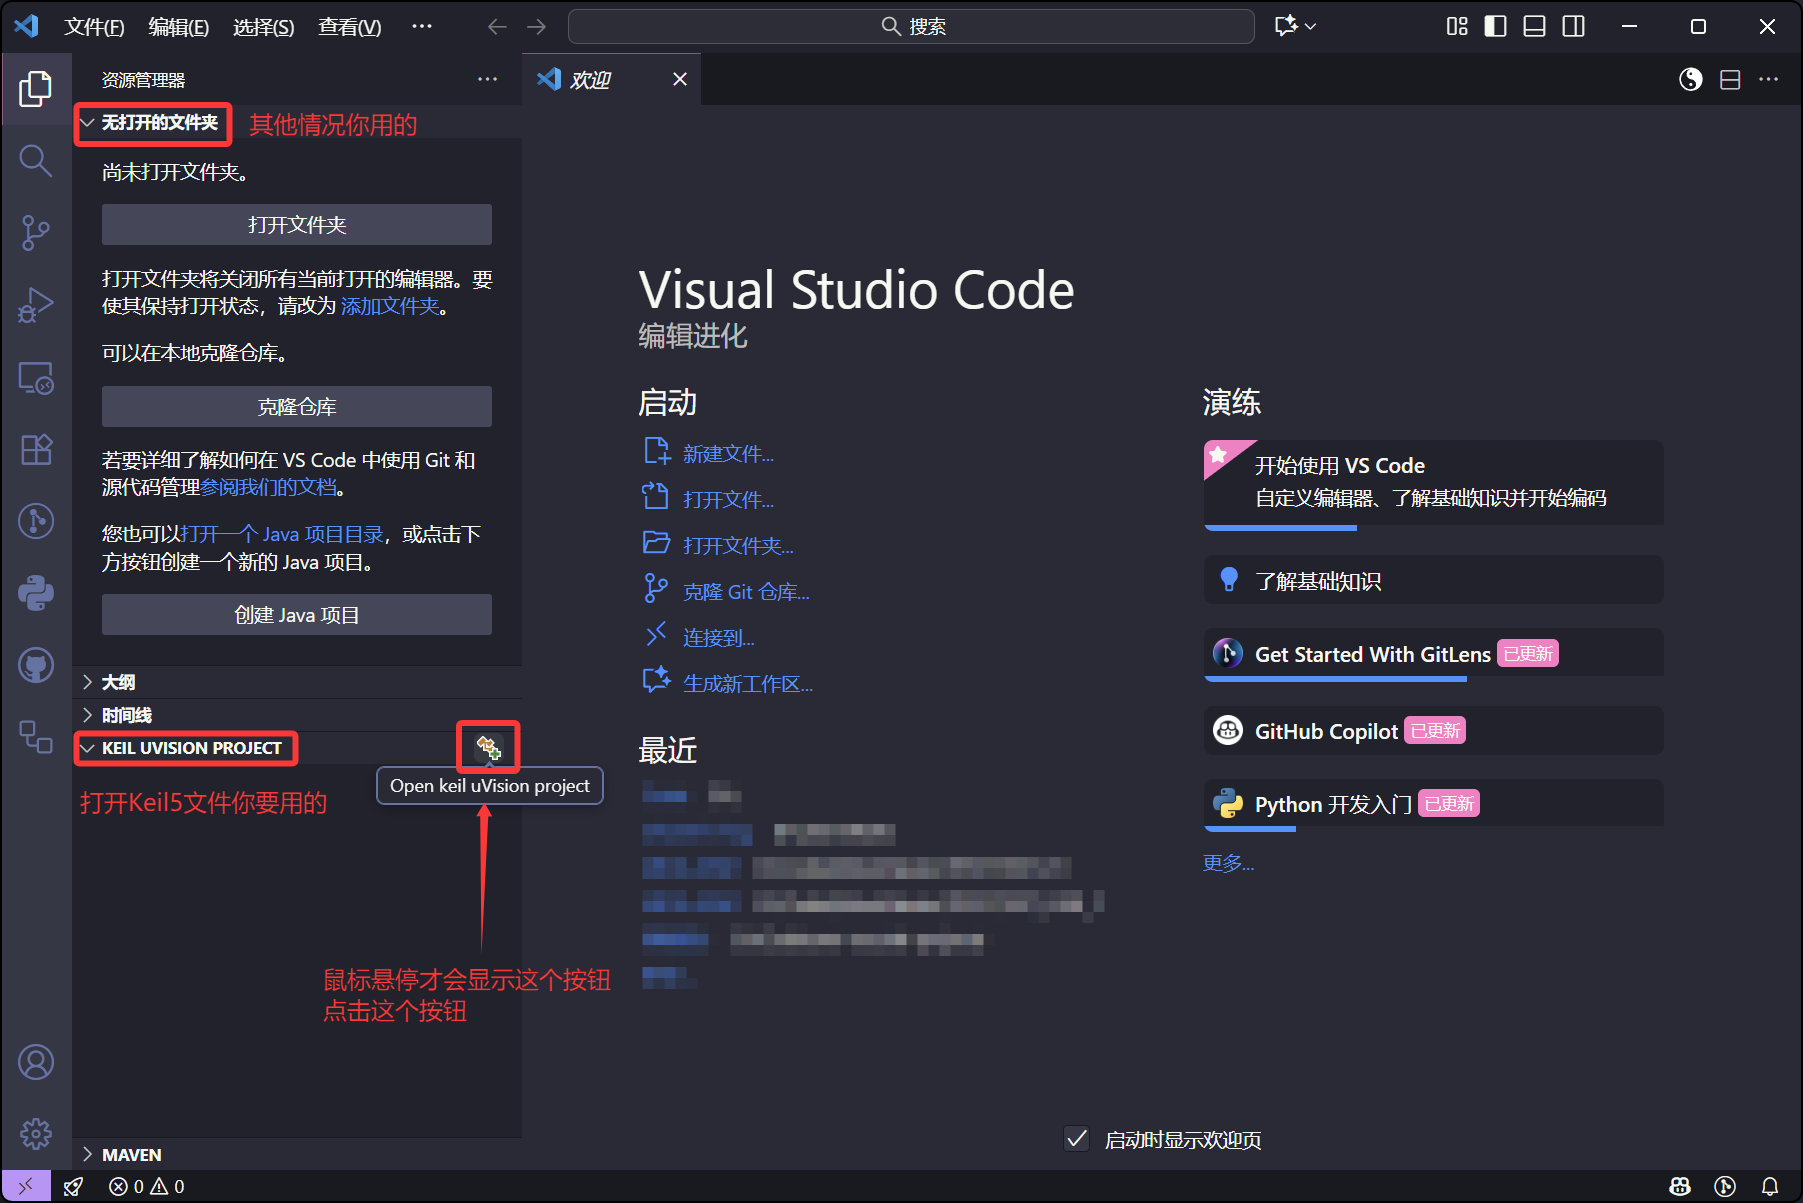 文件(F) 编辑(E) 选择(S) 查看(V) ··· 搜索
资源管理器 ···
欢迎
无打开的文件夹
其他情况你用的
尚未打开文件夹。
打开文件夹
打开文件夹将关闭所有当前打开的编辑器。要
使其保持打开状态，请改为 添加文件夹。
可以在本地克隆仓库。
克隆仓库
若要详细了解如何在 VS Code 中使用 Git 和
源代码管理参阅我们的文档。
您也可以打开一个 Java 项目目录，或点击下
方按钮创建一个新的 Java 项目。
创建 Java 项目
大纲
时间线
KEIL UVISION PROJECT
Open keil uVision project
打开Keil5文件你要用的
鼠标悬停才会显示这个按钮
点击这个按钮
MAVEN
Visual Studio Code
编辑进化
启动
新建文件...
打开文件...
打开文件夹...
克隆 Git 仓库...
连接到...
生成新工作区...
最近
演练
开始使用 VS Code
自定义编辑器、了解基础知识并开始编码
了解基础知识
Get Started With GitLens 已更新
GitHub Copilot 已更新
Python 开发入门 已更新
更多...
启动时显示欢迎页
0 0